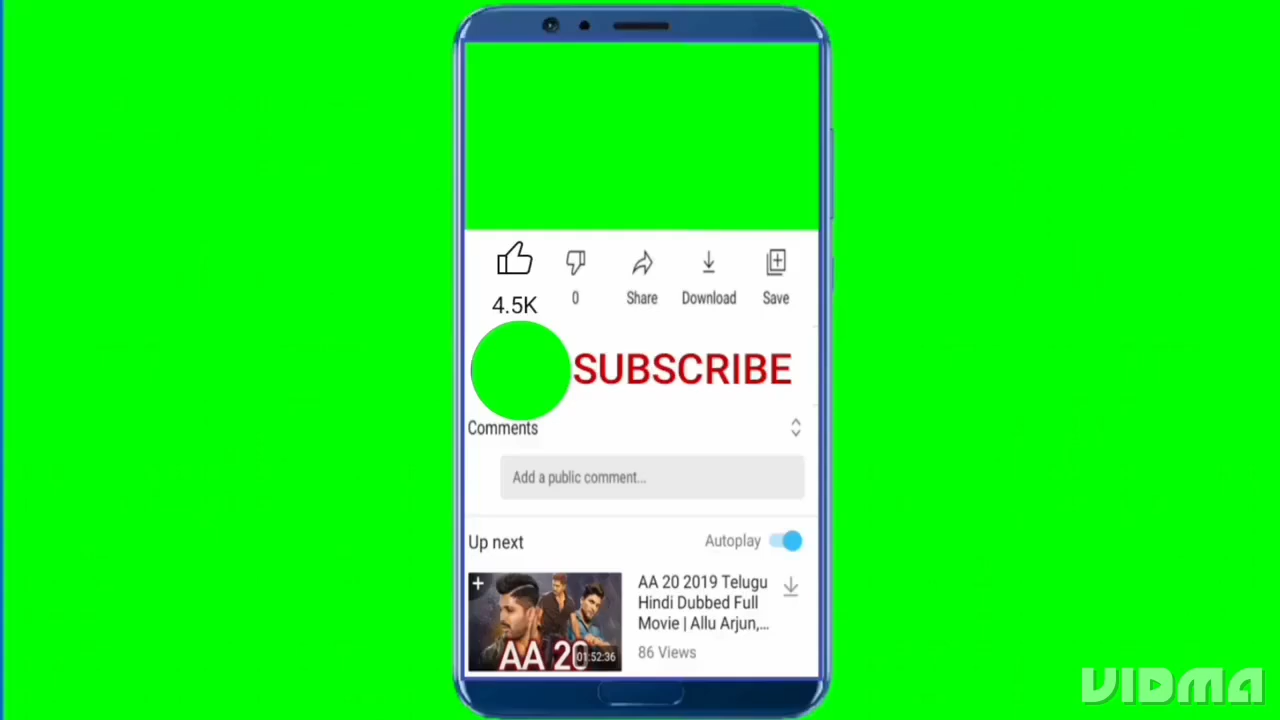 4.5K
0
Share
Download
Save
SUBSCRIBE
Comments
Add a public comment...
Up next
Autoplay
AA 20
01:52:36
AA 20 2019 Telugu
Hindi Dubbed Full
Movie | Allu Arjun,...
86 Views
VIDMA